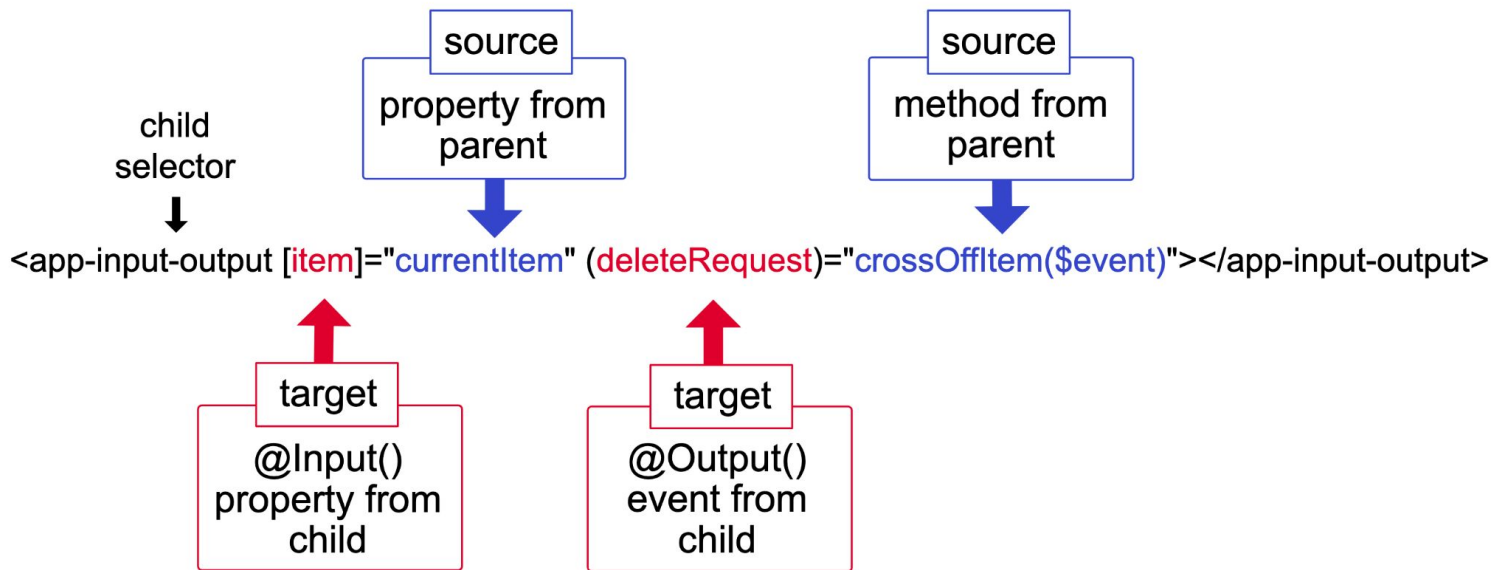 source
property from
parent
source
method from
parent
child
selector
<app-input-output [item]="currentItem" (deleteRequest)="crossOffItem($event)"></app-input-output>
target
@Input()
property from
child
target
@Output()
event from
child